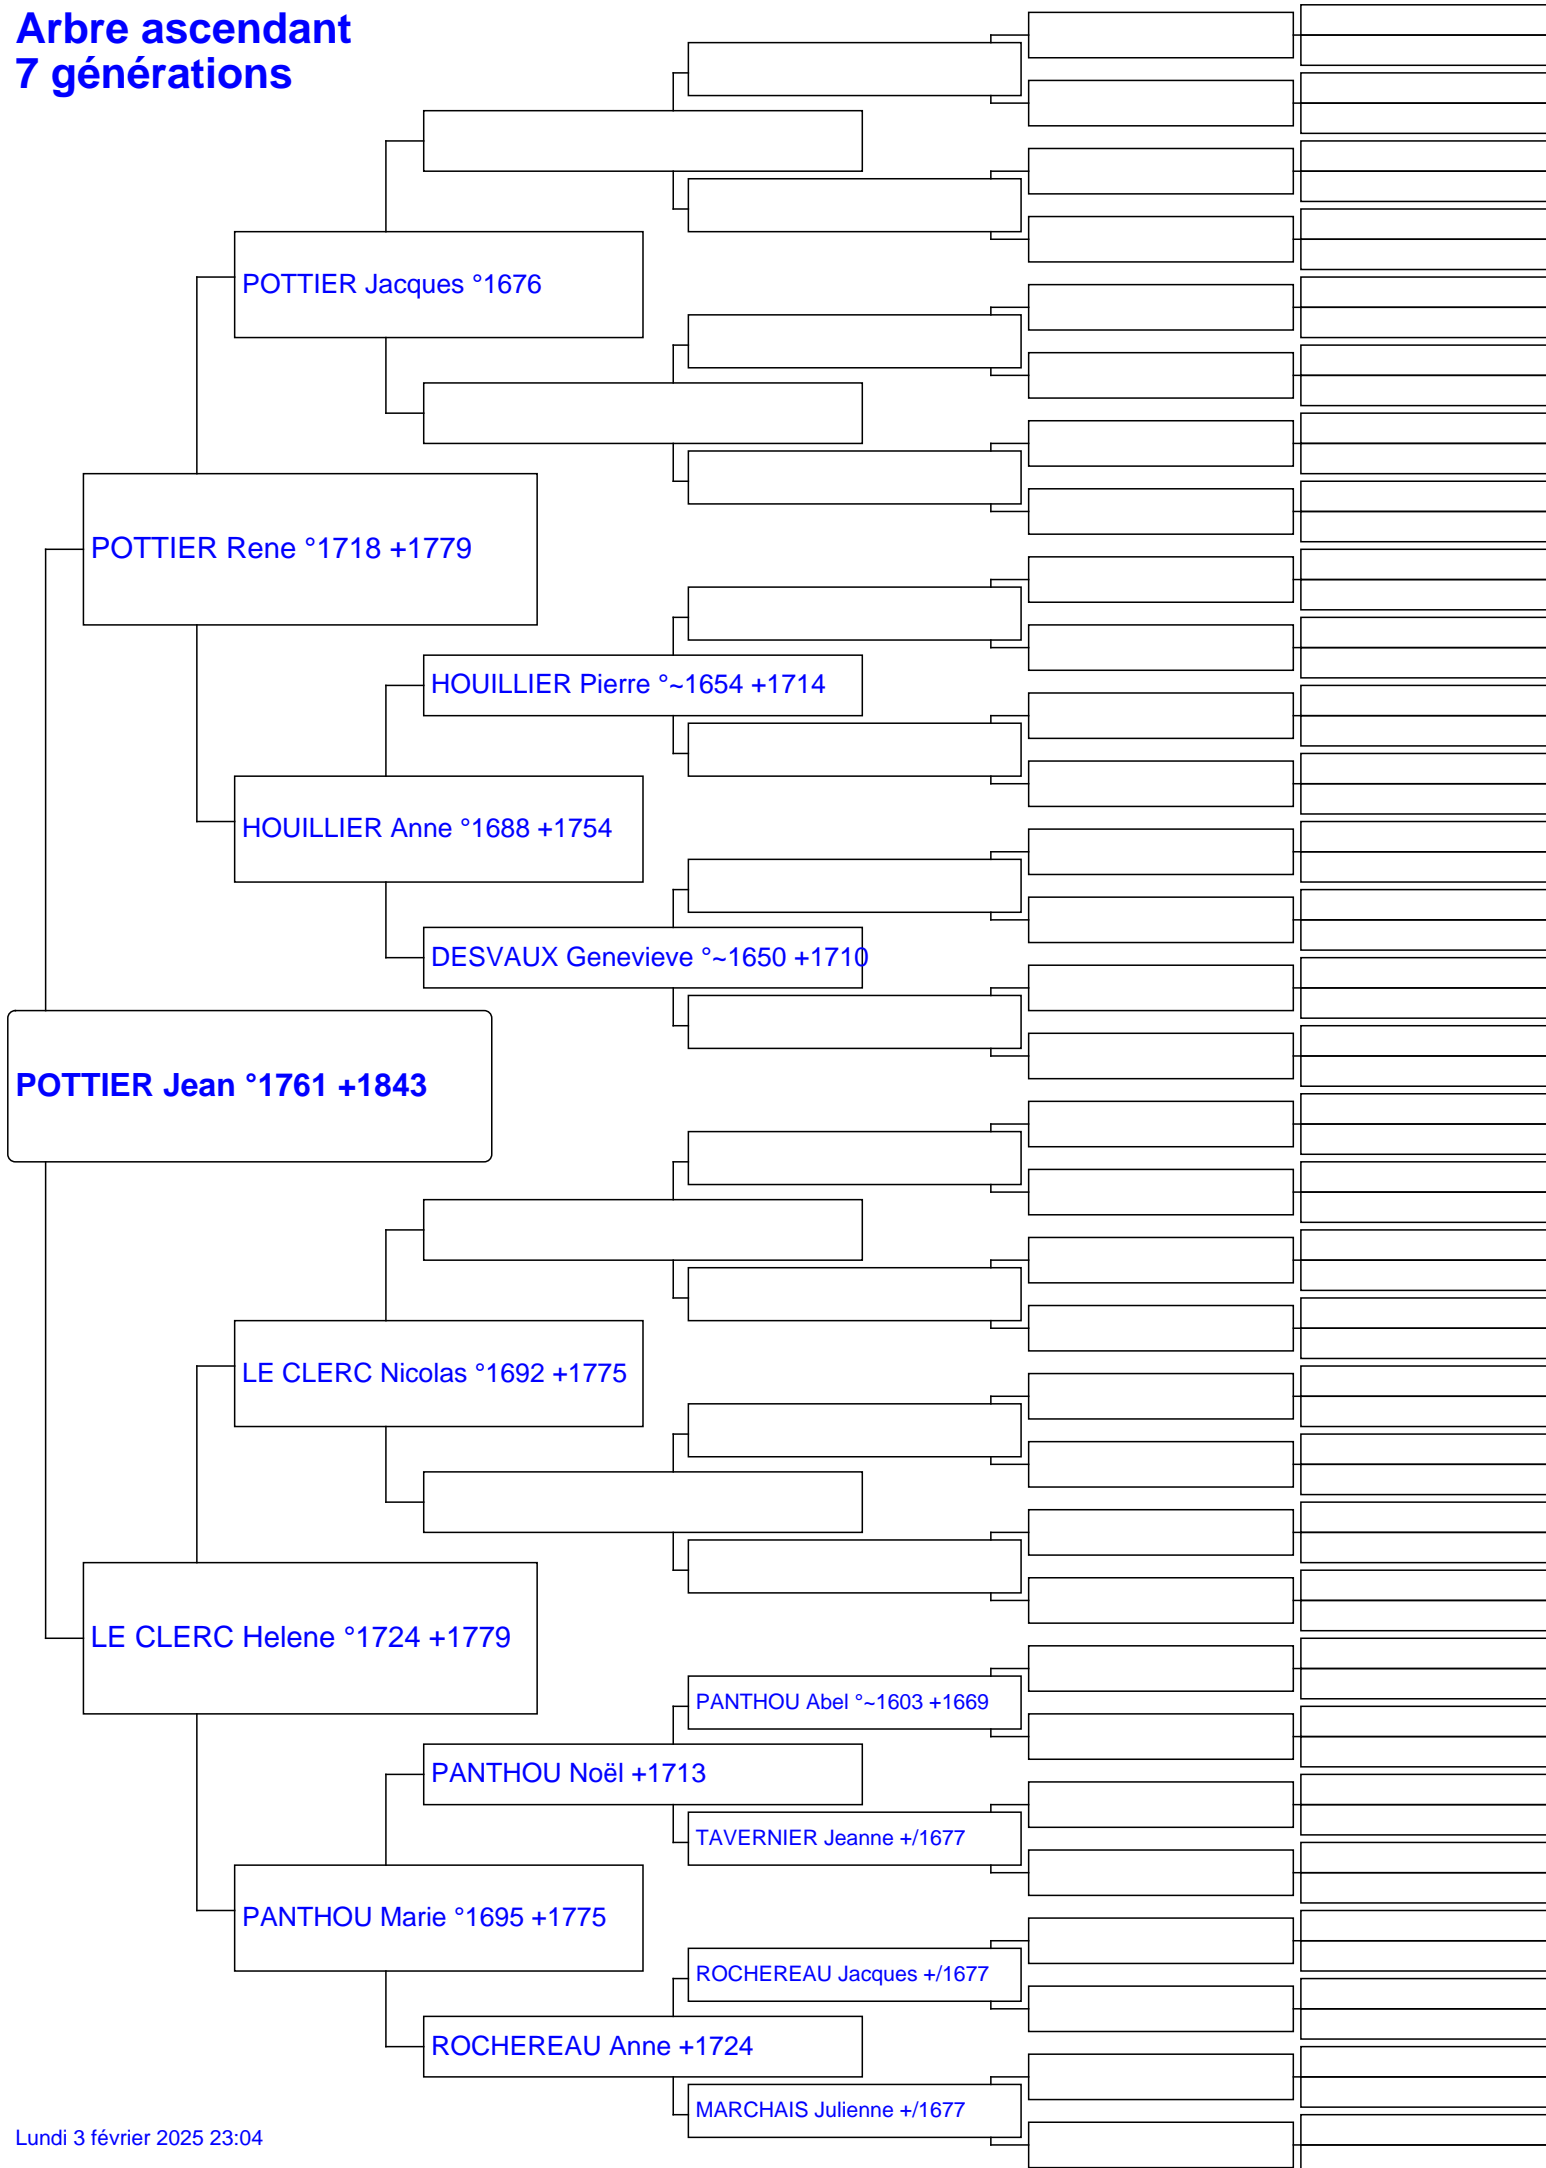 Arbre ascendant
7 générations
POTTIER Jacques °1676
POTTIER Rene °1718 +1779
HOUILLIER Pierre °~1654 +1714
HOUILLIER Anne °1688 +1754
DESVAUX Genevieve °~1650 +1710
POTTIER Jean °1761 +1843
LE CLERC Nicolas °1692 +1775
LE CLERC Helene °1724 +1779
PANTHOU Abel °~1603 +1669
PANTHOU Noël +1713
TAVERNIER Jeanne +/1677
PANTHOU Marie °1695 +1775
ROCHEREAU Jacques +/1677
ROCHEREAU Anne +1724
MARCHAIS Julienne +/1677
Lundi 3 février 2025 23:04